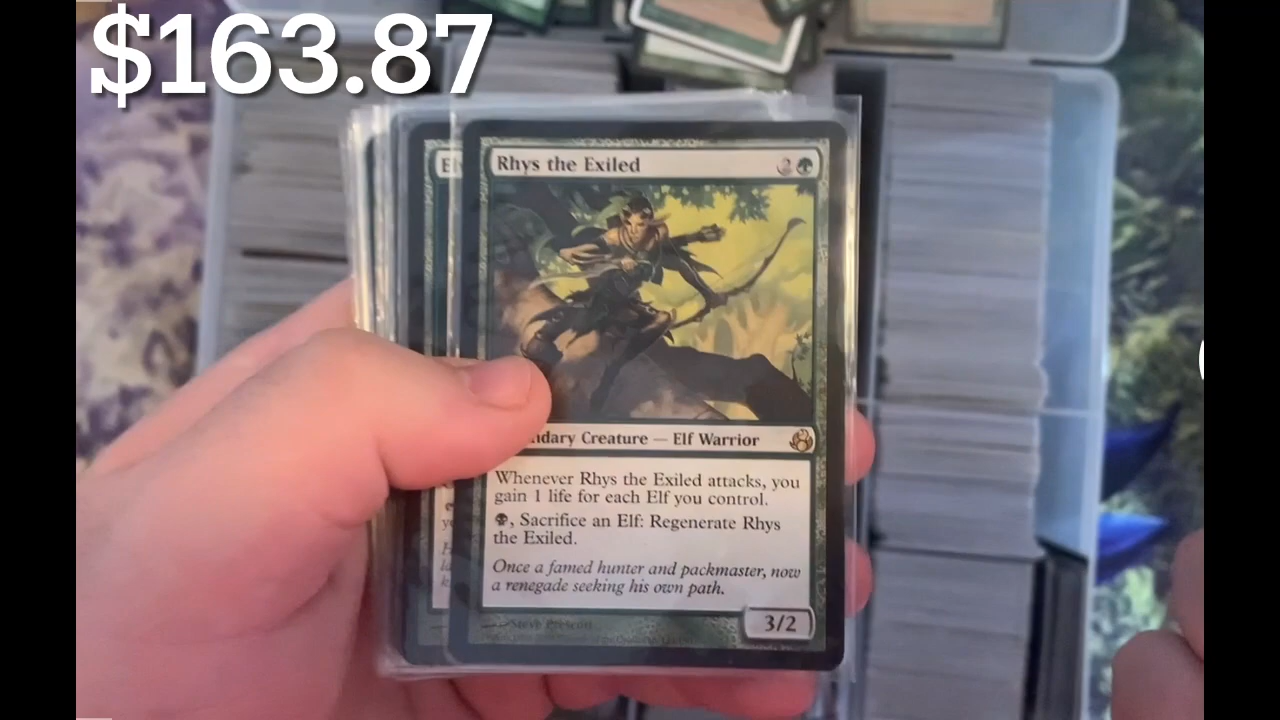 $163.87
El
Rhys the Exiled 2
ndary Creature — Elf Warrior
Whenever Rhys the Exiled attacks, you
gain 1 life for each Elf you control.
, Sacrifice an Elf: Regenerate Rhys
the Exiled.
Once a famed hunter and packmaster, now
a renegade seeking his own path.
3/2
Steve Prescott